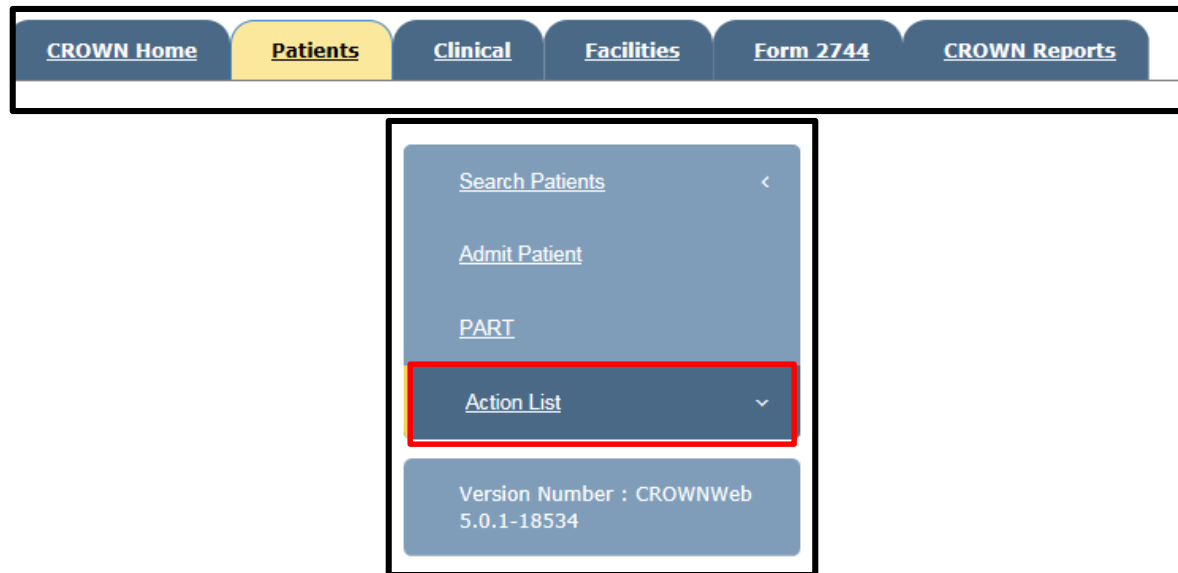 CROWN Home Patients Clinical Facilities Form 2744 CROWN Reports
Search Patients
Admit Patient
PART
Action List
Version Number : CROWNWeb
5.0.1-18534